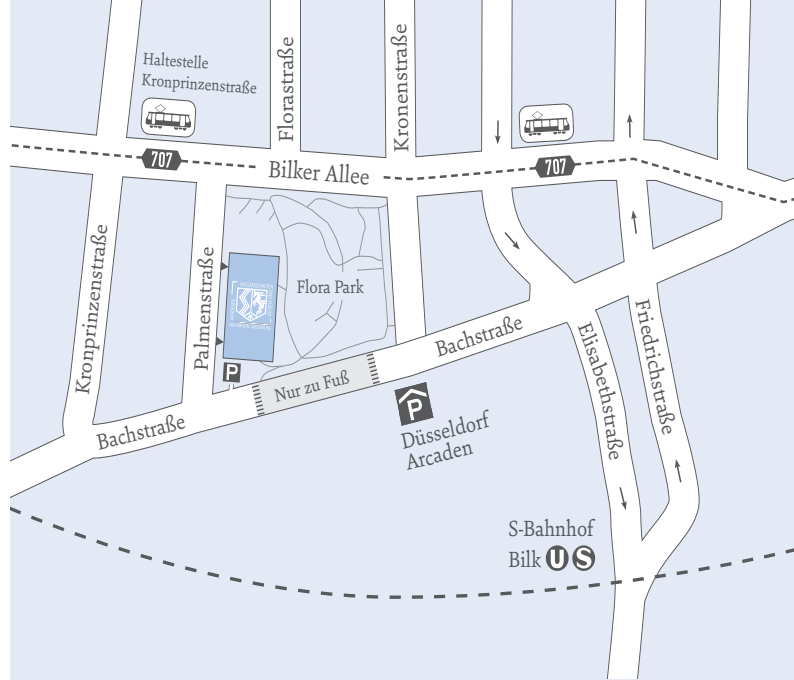 Haltestelle
Kronprinzenstraße
Florastraße
Kronenstraße
707
Bilker Allee
707
Kronprinzenstraße
Palmenstraße
Flora Park
P
Nur zu Fuß
Bachstraße
Bachstraße
P
Düsseldorf
Arcaden
Elisabethstraße
Friedrichstraße
S-Bahnhof
Bilk U S